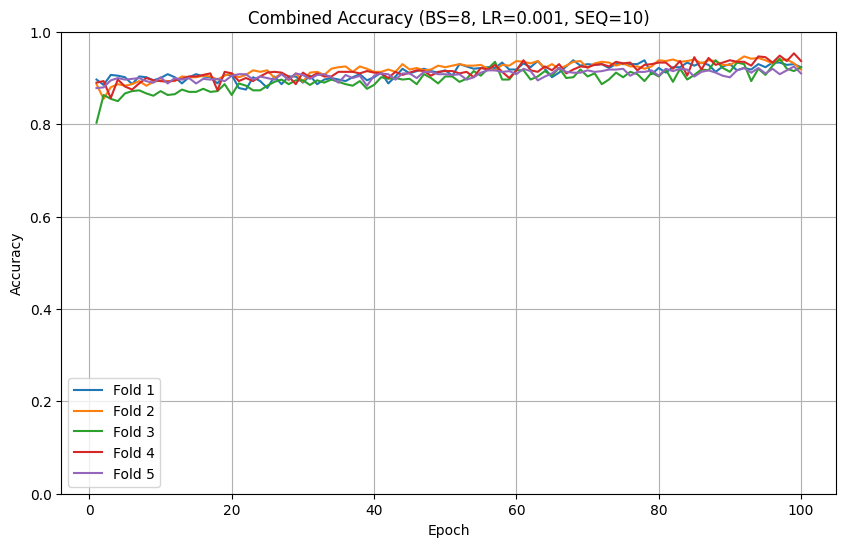 Combined Accuracy (BS=8, LR=0.001, SEQ=10)
1.0
0.8
0.6
0.4
0.2
0.0
Accuracy
Fold 1
Fold 2
Fold 3
Fold 4
Fold 5
0 20 40 60 80 100
Epoch